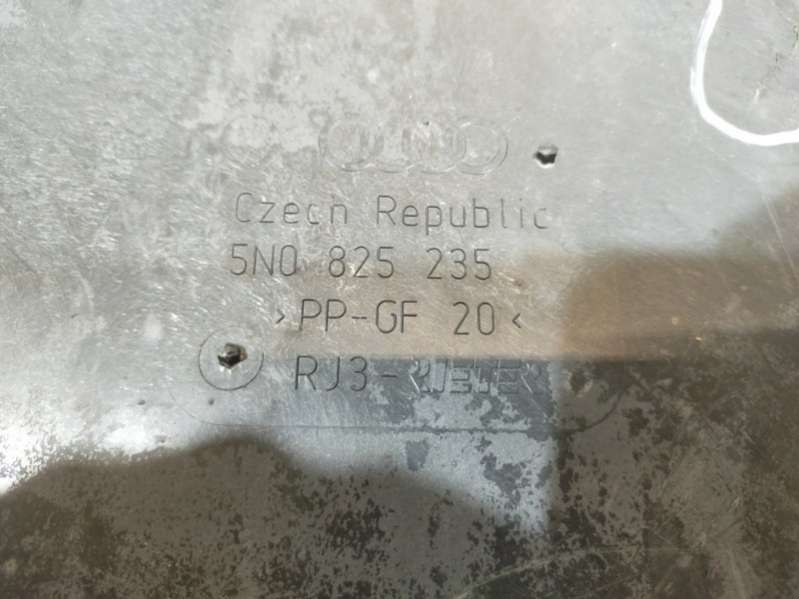 Czech Republic
5N0 825 235
>PP-GF 20<
RJ3-